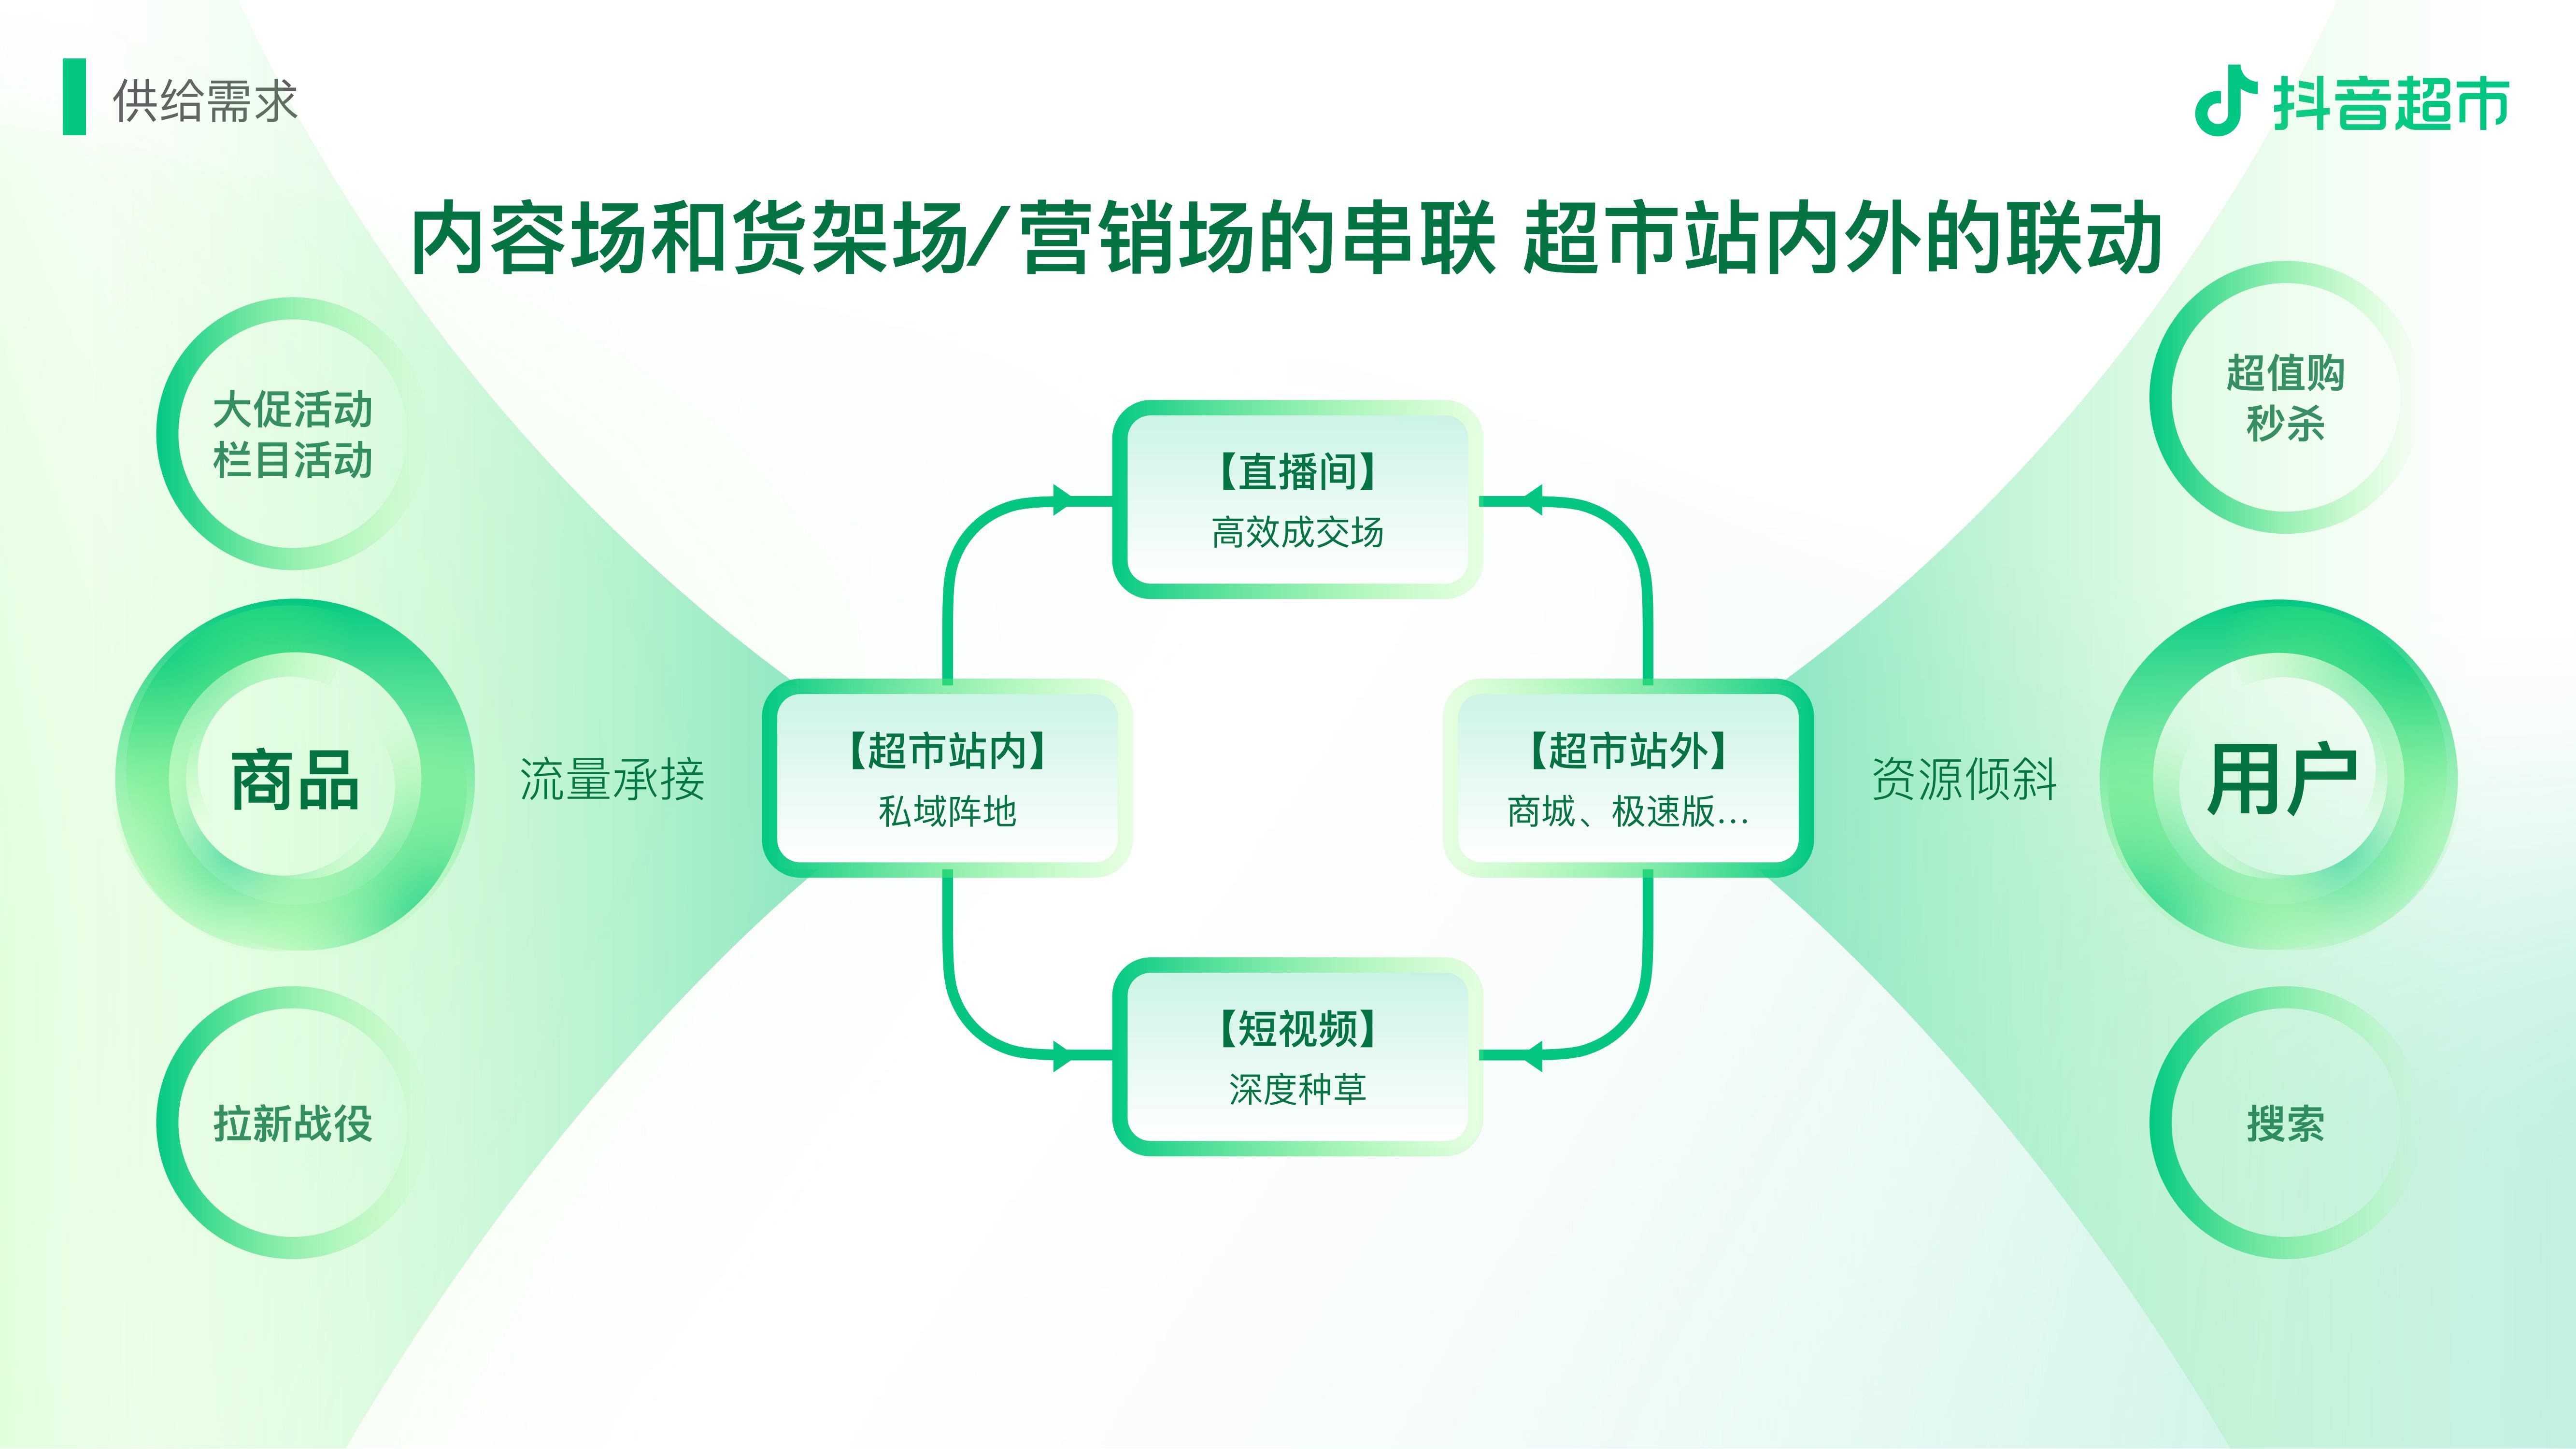 供给需求
抖音超市
内容场和货架场/营销场的串联 超市站内外的联动
大促活动
栏目活动
商品
拉新战役
流量承接
【直播间】
高效成交场
【超市站内】
私域阵地
【超市站外】
商城、极速版...
【短视频】
深度种草
资源倾斜
超值购
秒杀
用户
搜索